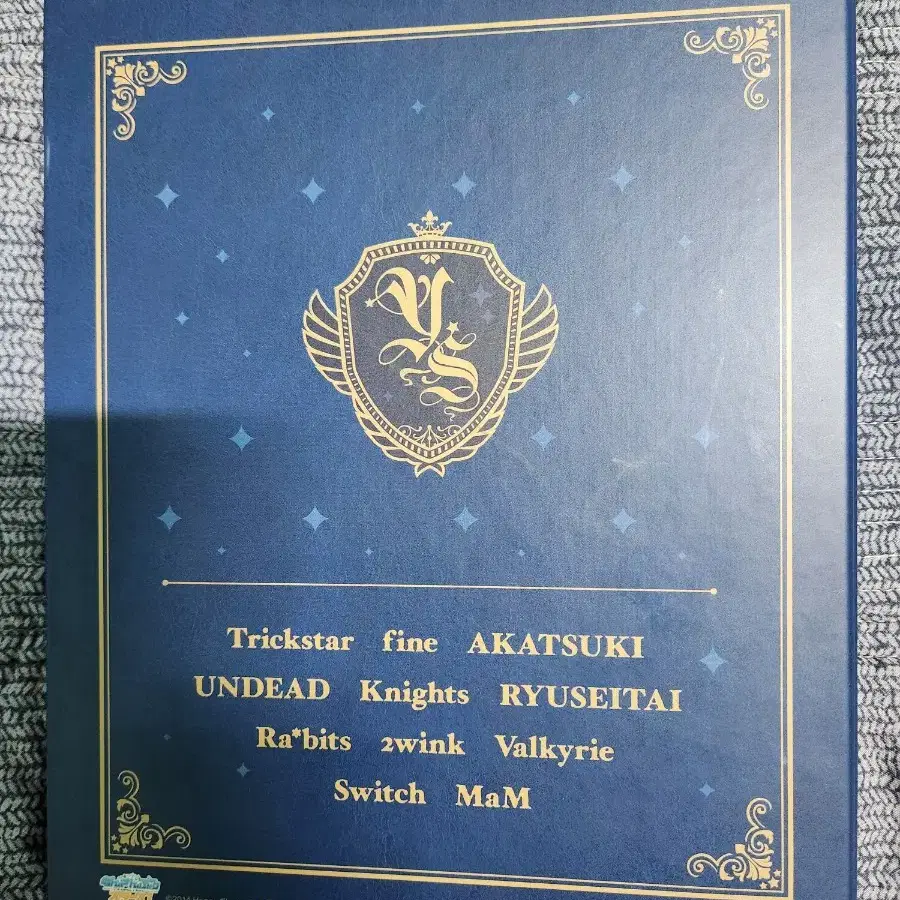 YS
Trickstar fine AKATSUKI
UNDEAD Knights RYUSEITAI
Ra*bits 2wink Valkyrie
Switch MaM